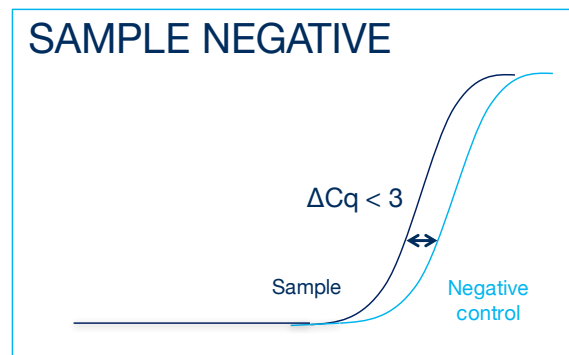 SAMPLE NEGATIVE
ΔCq < 3
Sample
Negative
control